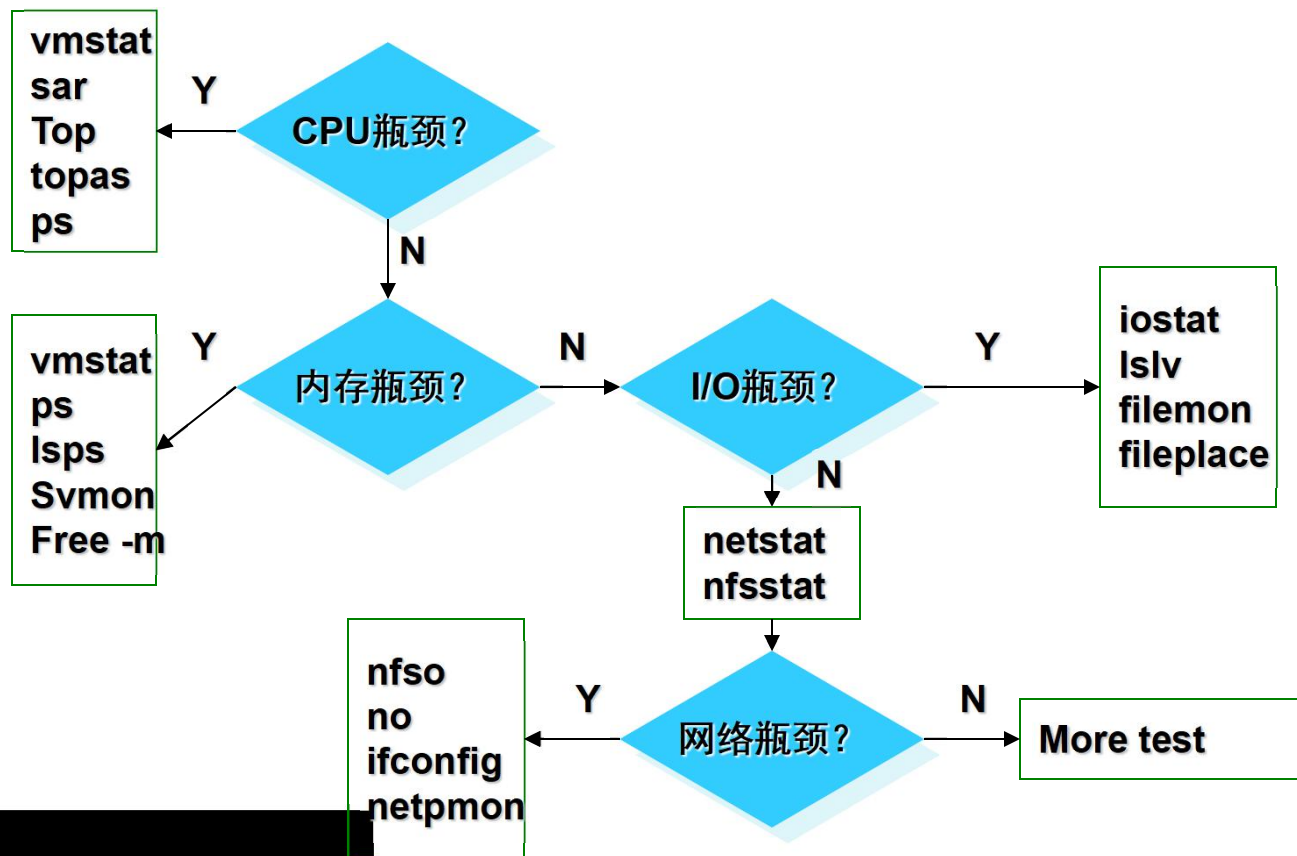 vmstat
sar
Top
topas
ps
Y
CPU瓶颈?
N
vmstat
ps
lsps
Svmon
Free -m
Y
内存瓶颈?
N
I/O瓶颈?
Y
iostat
lslv
filemon
fileplace
N
netstat
nfsstat
nfso
no
ifconfig
netpmon
Y
网络瓶颈?
N
More test